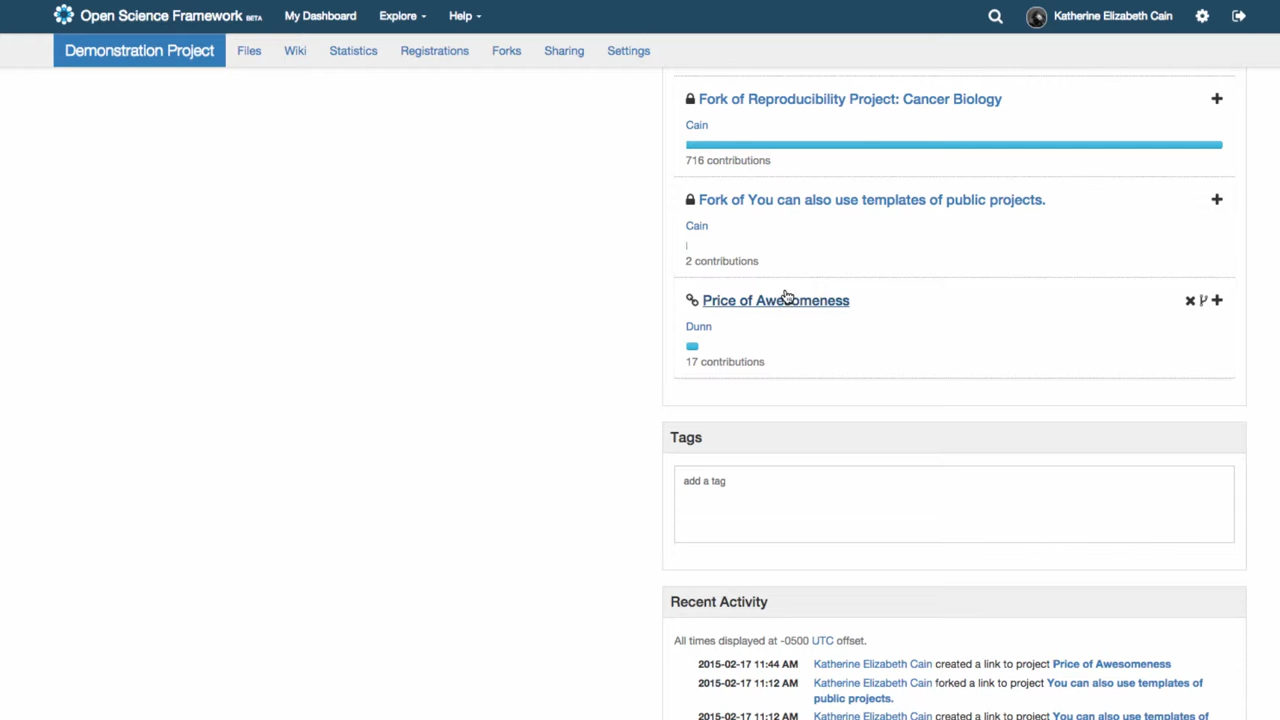 Open Science Framework BETA My Dashboard Explore Help Katherine Elizabeth Cain
Demonstration Project Files Wiki Statistics Registrations Forks Sharing Settings
Fork of Reproducibility Project: Cancer Biology
Cain
716 contributions
Fork of You can also use templates of public projects.
Cain
2 contributions
Price of Awesomeness
Dunn
17 contributions
Tags
add a tag
Recent Activity
All times displayed at -0500 UTC offset.
2015-02-17 11:44 AM Katherine Elizabeth Cain created a link to project Price of Awesomeness
2015-02-17 11:12 AM Katherine Elizabeth Cain forked a link to project You can also use templates of
public projects.
2015-02-17 11:12 AM Katherine Elizabeth Cain created a link to project You can also use templates of